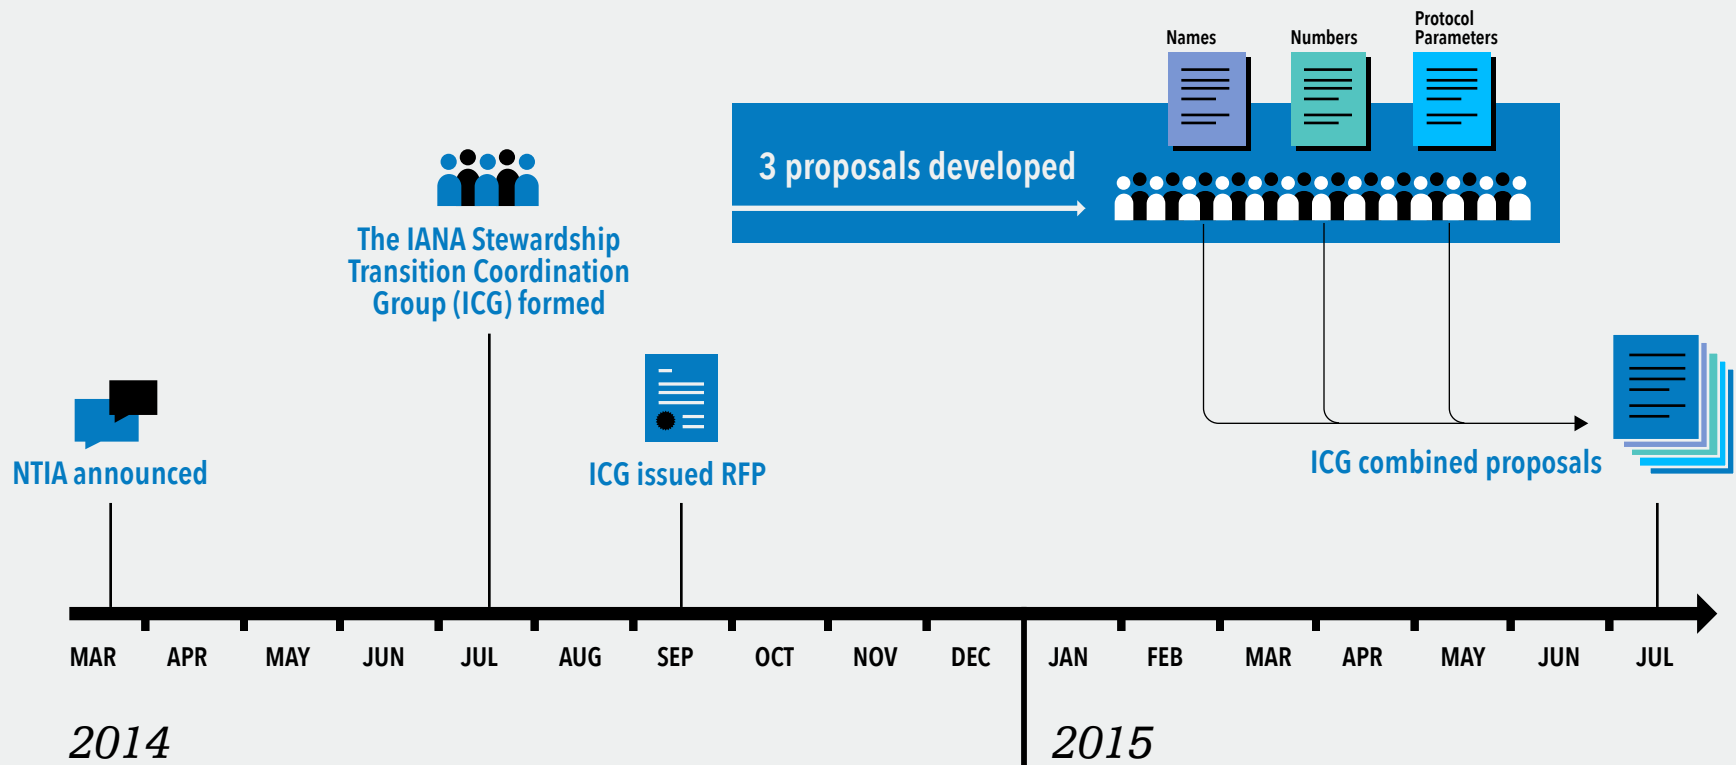 Names
Numbers
Protocol
Parameters
3 proposals developed
The IANA Stewardship
Transition Coordination
Group (ICG) formed
NTIA announced
ICG issued RFP
ICG combined proposals
MAR APR MAY JUN JUL AUG SEP OCT NOV DEC JAN FEB MAR APR MAY JUN JUL
2014 2015